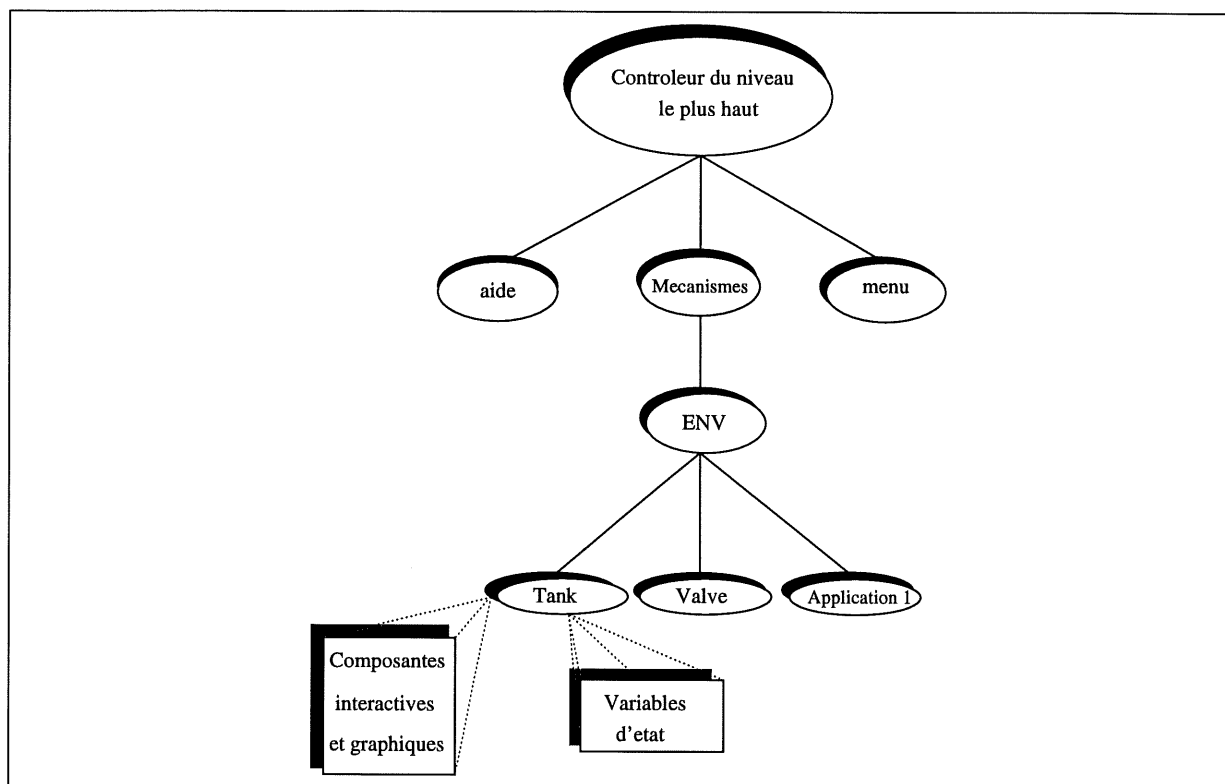 Controleur du niveau
le plus haut
aide
Mecanismes
menu
ENV
Tank
Valve
Application 1
Composantes
interactives
et graphiques
Variables
d'etat